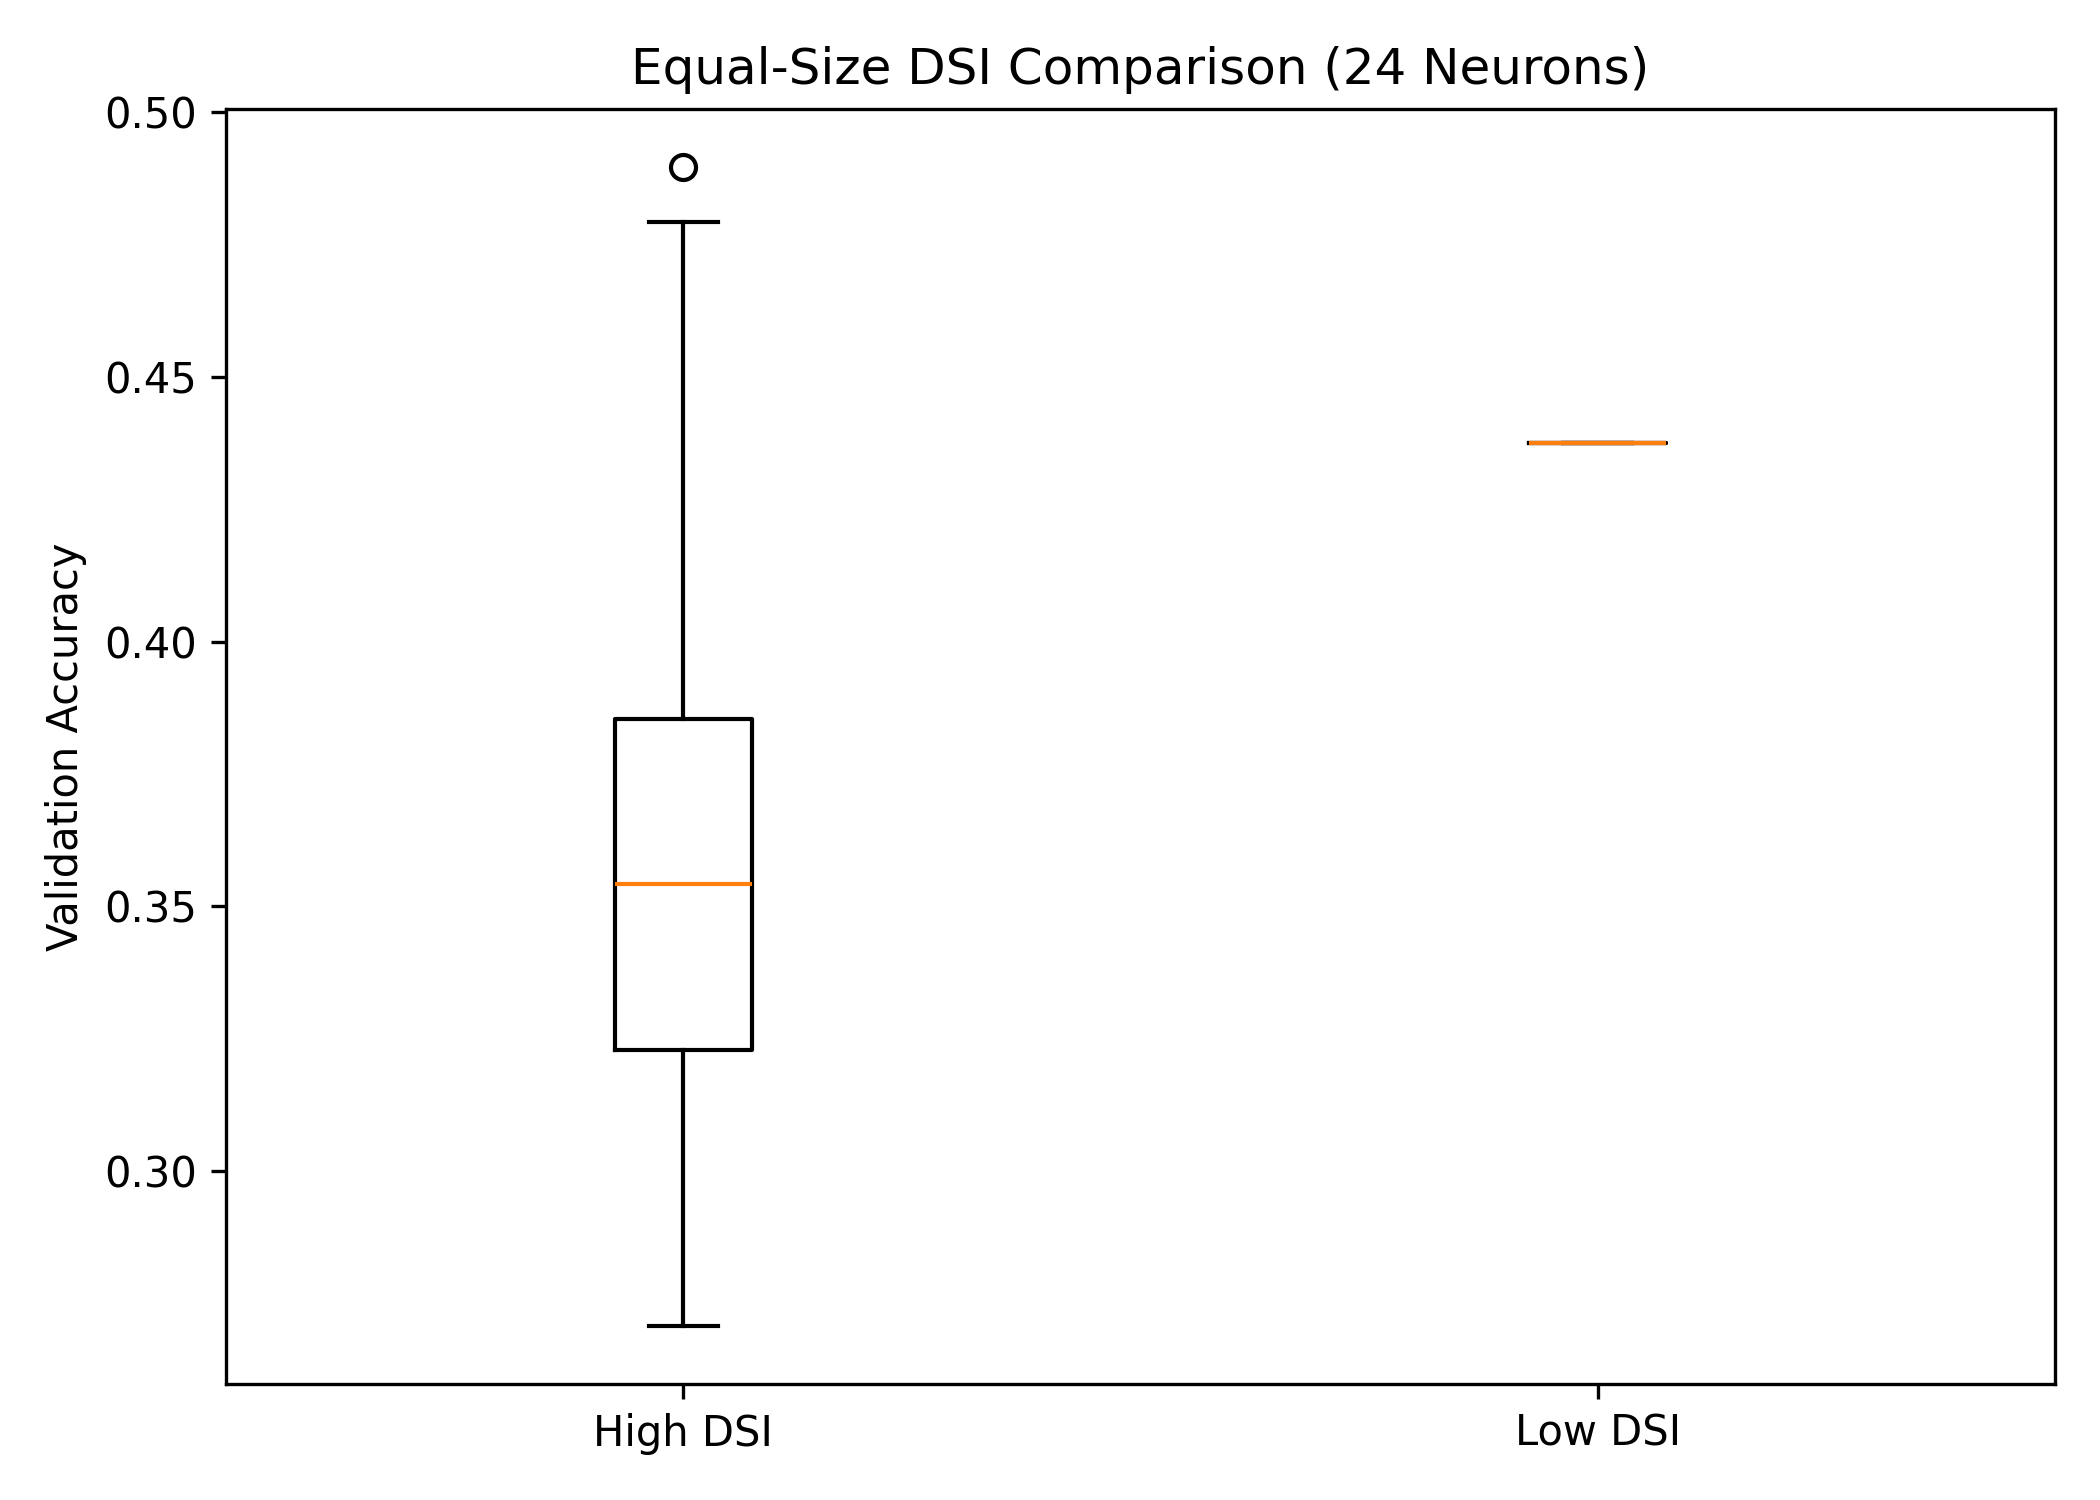 Equal-Size DSI Comparison (24 Neurons)
Validation Accuracy
0.50
0.45
0.40
0.35
0.30
High DSI
Low DSI